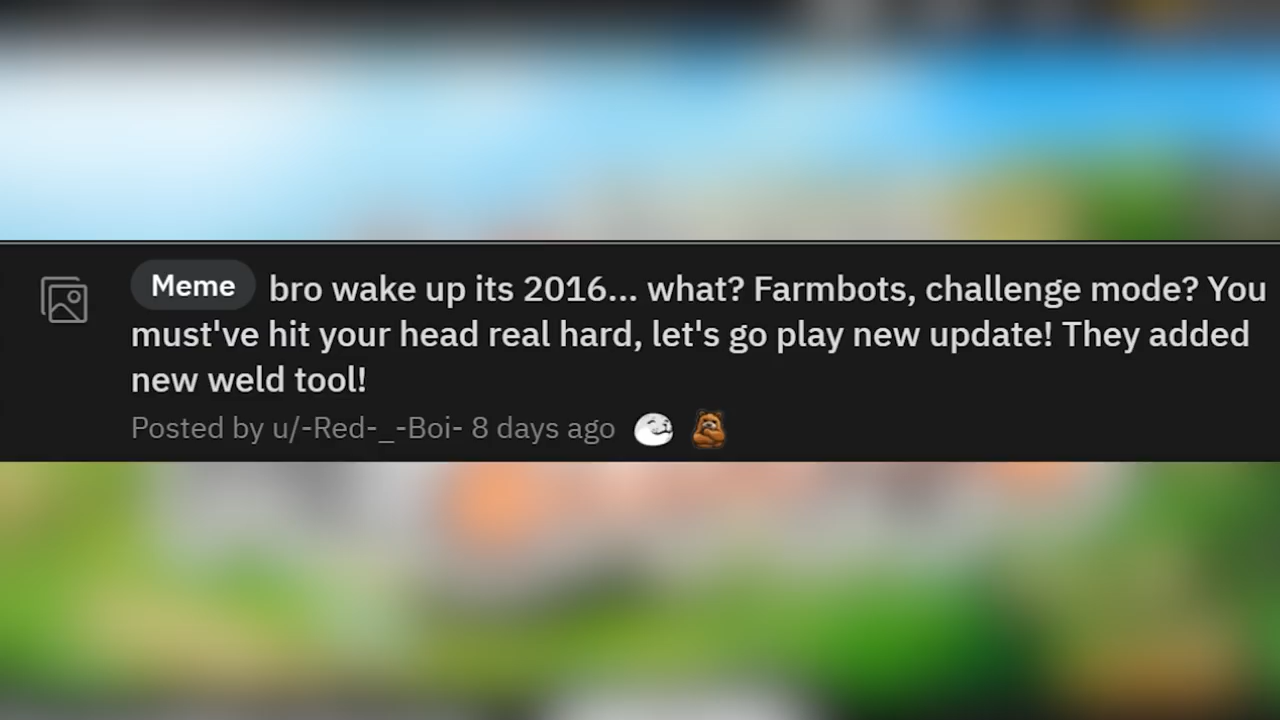 Meme bro wake up its 2016... what? Farmbots, challenge mode? You
must've hit your head real hard, let's go play new update! They added
new weld tool!
Posted by u/-Red-_-Boi- 8 days ago